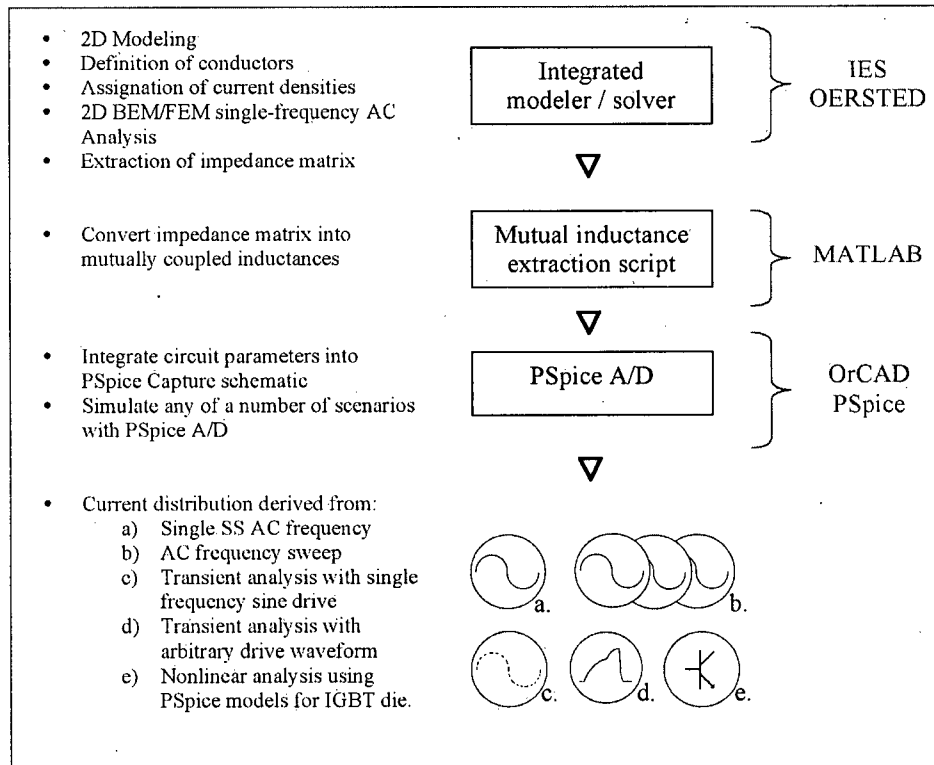 • 2D Modeling
• Definition of conductors
• Assignation of current densities
• 2D BEM/FEM single-frequency AC
Analysis
• Extraction of impedance matrix
Integrated
modeler / solver
IES
OERSTED
• Convert impedance matrix into
mutually coupled inductances
Mutual inductance
extraction script
MATLAB
• Integrate circuit parameters into
PSpice Capture schematic
• Simulate any of a number of scenarios
with PSpice A/D
PSpice A/D
OrCAD
PSpice
• Current distribution derived from:
a) Single SS AC frequency
b) AC frequency sweep
c) Transient analysis with single
frequency sine drive
d) Transient analysis with
arbitrary drive waveform
e) Nonlinear analysis using
PSpice models for IGBT die.
a.
b.
c.
d.
e.